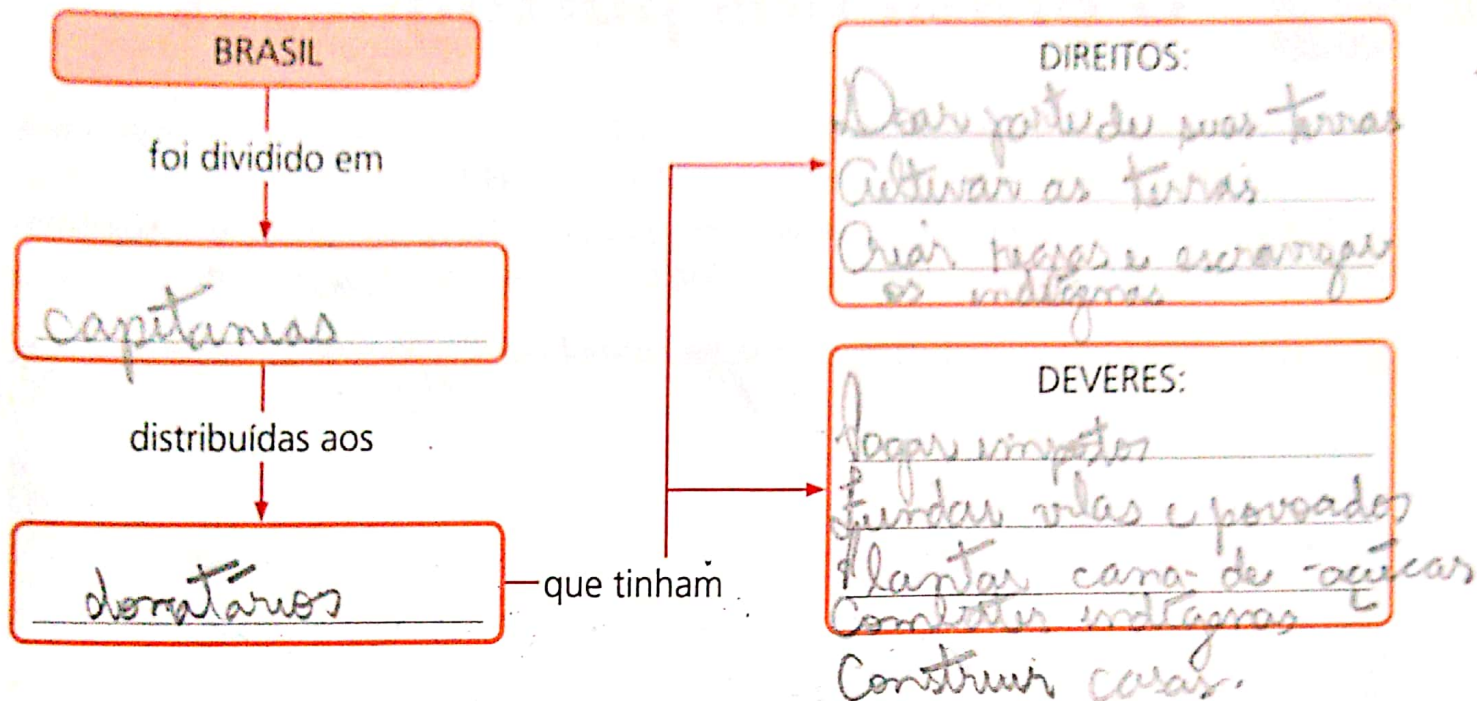 BRASIL
foi dividido em
capitanias
distribuídas aos
donatários
que tinham
DIREITOS:
Doar parte de suas terras
Cultivar as terras
Criar regras e escravizar
os indígenas
DEVERES:
Pagar impostos
Fundar vilas e povoados
Plantar cana-de-açúcar
Combater indígenas
Construir casas.